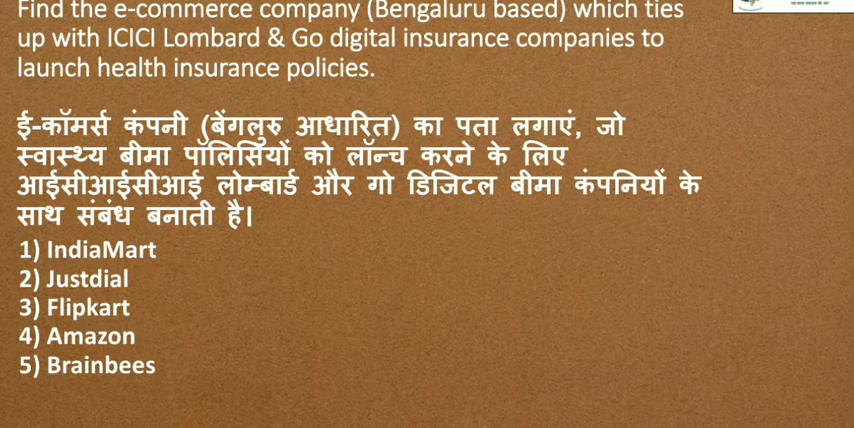 Find the e-commerce company (Bengaluru based) which ties
up with ICICI Lombard & Go digital insurance companies to
launch health insurance policies.
ई-कॉमर्स कंपनी (बेंगलुरु आधारित) का पता लगाएं, जो
स्वास्थ्य बीमा पॉलिसियों को लॉन्च करने के लिए
आईसीआईसीआई लोम्बार्ड और गो डिजिटल बीमा कंपनियों के
साथ संबंध बनाती है।
1) IndiaMart
2) Justdial
3) Flipkart
4) Amazon
5) Brainbees